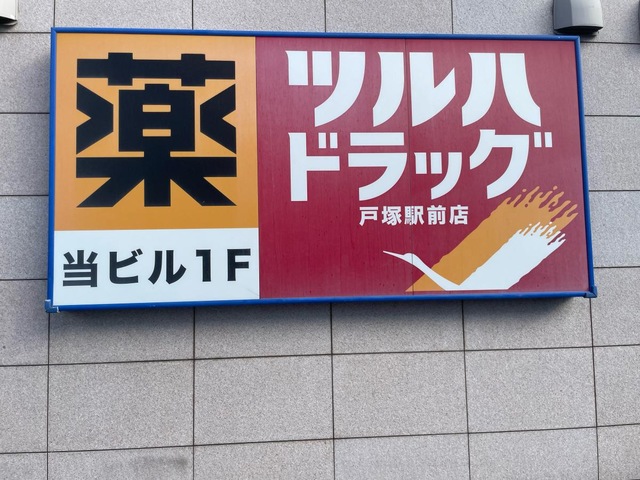 薬
当ビル1F
ツルハ
ドラッグ
戸塚駅前店